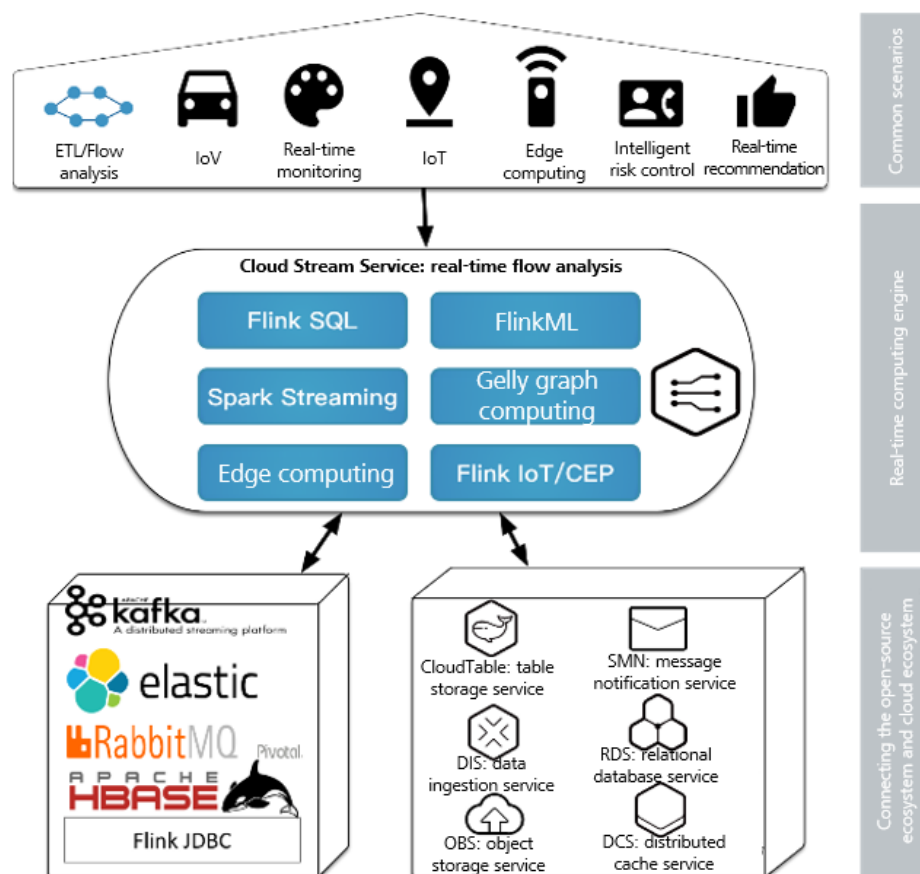 ETL/Flow
analysis
IoV
Real-time
monitoring
IoT
Edge
computing
Intelligent
risk control
Real-time
recommendation
Common scenarios
Cloud Stream Service: real-time flow analysis
Flink SQL
FlinkML
Spark Streaming
Gelly graph
computing
Edge computing
Flink IoT/CEP
Real-time computing engine
APACHE
kafka
A distributed streaming platform
elastic
RabbitMQ
Pivotal
APACHE
HBASE
Flink JDBC
CloudTable: table
storage service
SMN: message
notification service
DIS: data
ingestion service
RDS: relational
database service
OBS: object
storage service
DCS: distributed
cache service
Connecting the open-source
ecosystem and cloud ecosystem